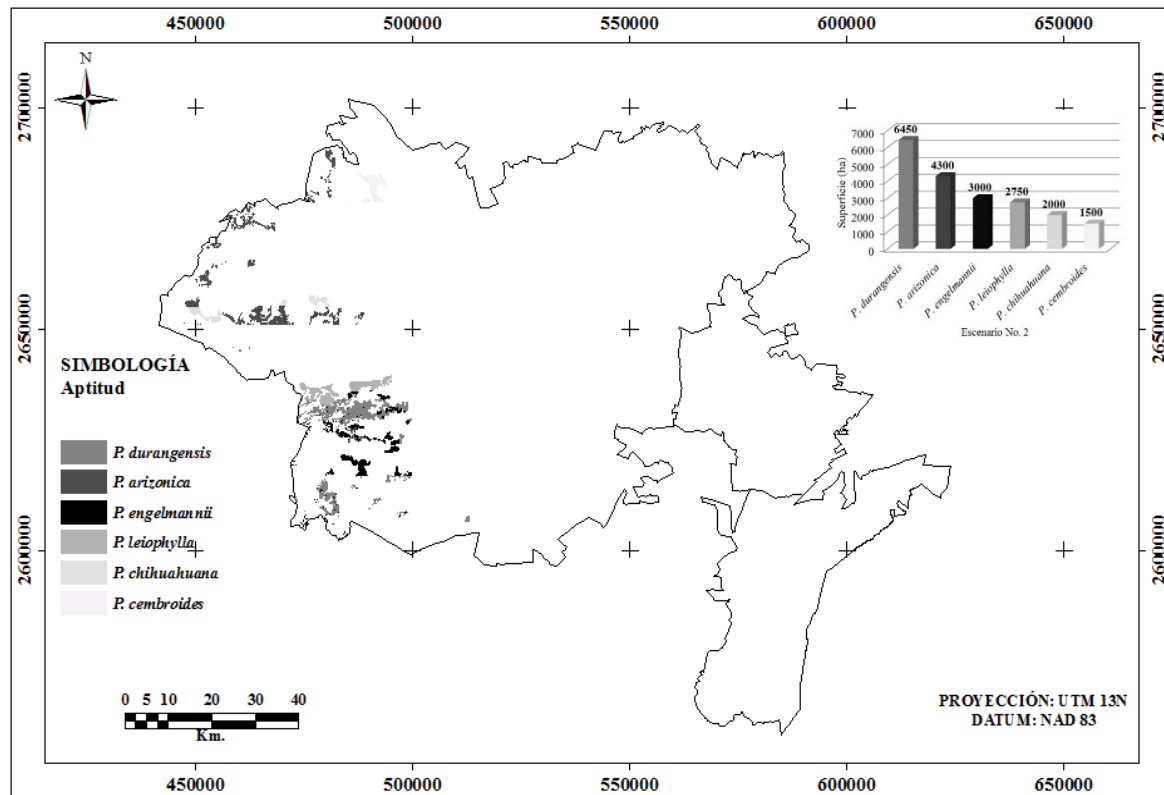 450000 500000 550000 600000 650000
N
2700000
2700000
6450
7000
6000
5000
4000
3000
2000
1000
0
4300
3000
2750
2000
1500
Superficie (ha)
P. durangensis
P. arizonica
P. engelmannii
P. leiophylla
P. chihuahuana
P. cembroides
Escenario No. 2
2650000
2650000
SIMBOLOGÍA
Aptitud
P. durangensis
P. arizonica
P. engelmannii
P. leiophylla
P. chihuahuana
P. cembroides
2600000
2600000
0 5 10 20 30 40
Km.
PROYECCIÓN: UTM 13N
DATUM: NAD 83
450000 500000 550000 600000 650000